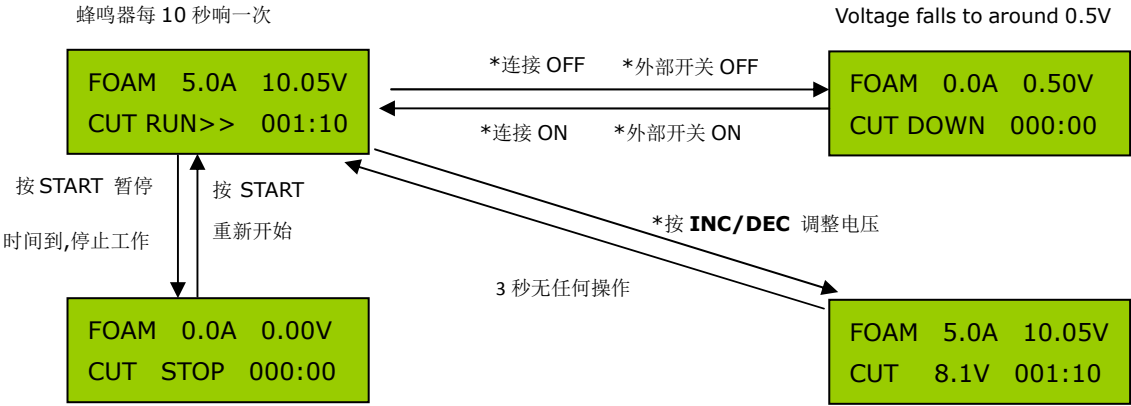 蜂鸣器每 10 秒响一次
Voltage falls to around 0.5V
FOAM 5.0A 10.05V
CUT RUN>> 001:10
*连接 OFF *外部开关 OFF
*连接 ON *外部开关 ON
FOAM 0.0A 0.50V
CUT DOWN 000:00
按 START 暂停
时间到,停止工作
按 START
重新开始
*按 INC/DEC 调整电压
3 秒无任何操作
FOAM 0.0A 0.00V
CUT STOP 000:00
FOAM 5.0A 10.05V
CUT 8.1V 001:10